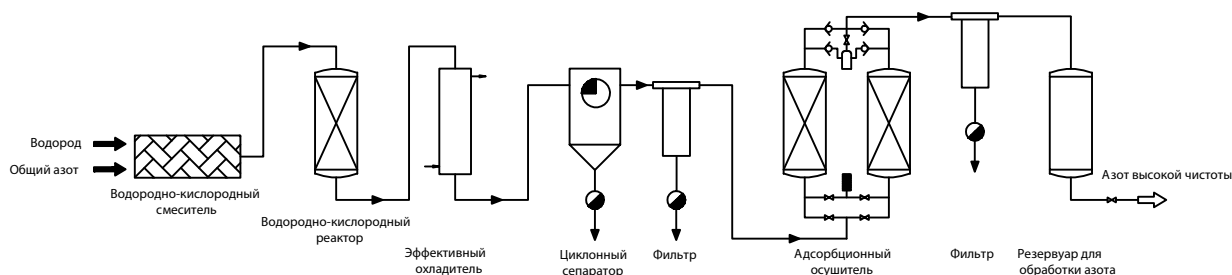 Водород
Общий азот
Водородно-кислородный
смеситель
Водородно-кислородный
реактор
Эффективный
охладитель
Циклонный
сепаратор
Фильтр
Адсорбционный
осушитель
Фильтр
Резервуар для
обработки азота
Азот высокой чистоты